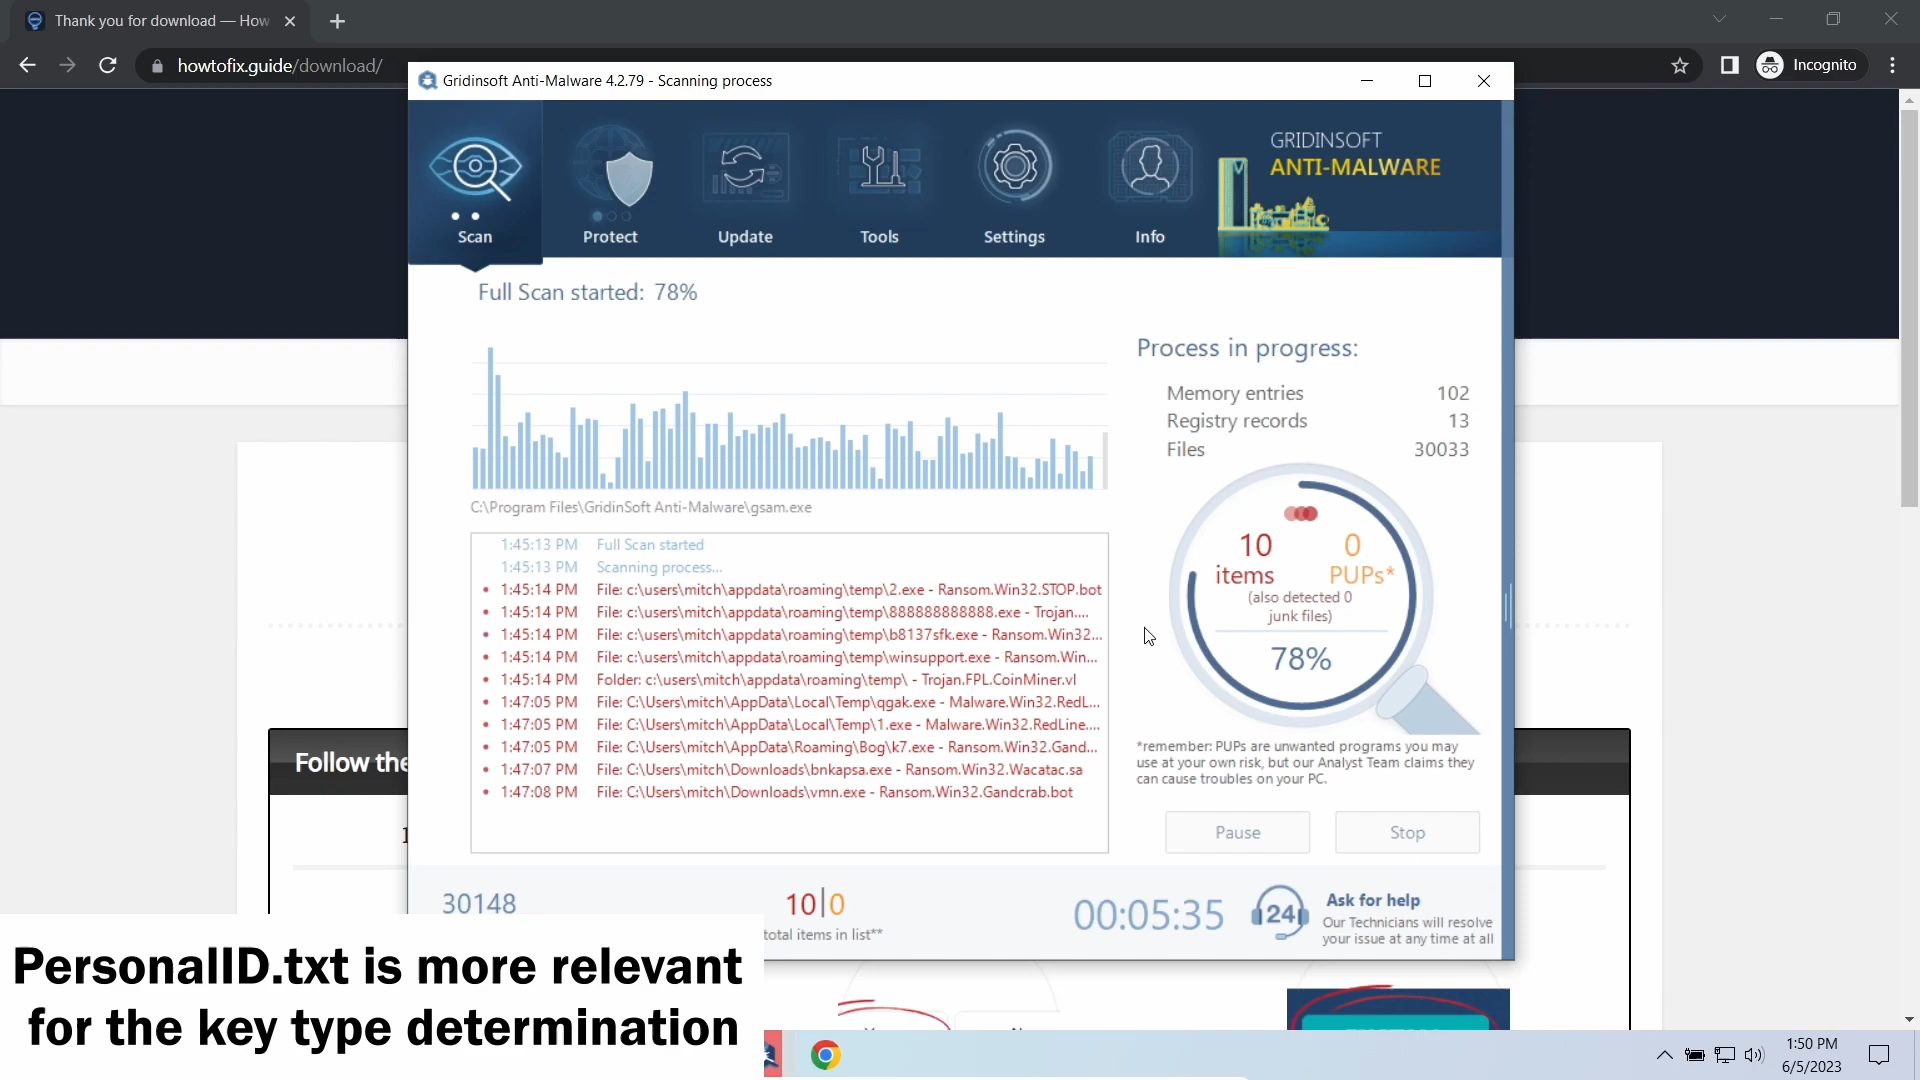 Thank you for download — How
howtofix.guide/download/
Incognito
Gridinsoft Anti-Malware 4.2.79 - Scanning process
Scan
Protect
Update
Tools
Settings
Info
GRIDINSOFT
ANTI-MALWARE
Full Scan started: 78%
C:\Program Files\GridinSoft Anti-Malware\gsam.exe
1:45:13 PM Full Scan started
1:45:13 PM Scanning process...
1:45:14 PM File: c:\users\mitch\appdata\roaming\temp\2.exe - Ransom.Win32.STOP.bot
1:45:14 PM File: c:\users\mitch\appdata\roaming\temp\888888888888.exe - Trojan....
1:45:14 PM File: c:\users\mitch\appdata\roaming\temp\b8137sfk.exe - Ransom.Win32...
1:45:14 PM File: c:\users\mitch\appdata\roaming\temp\winsupport.exe - Ransom.Win...
1:45:14 PM Folder: c:\users\mitch\appdata\roaming\temp\ - Trojan.FPL.CoinMiner.vl
1:47:05 PM File: C:\Users\mitch\AppData\Local\Temp\qgak.exe - Malware.Win32.RedL...
1:47:05 PM File: C:\Users\mitch\AppData\Local\Temp\1.exe - Malware.Win32.RedLine....
1:47:05 PM File: C:\Users\mitch\AppData\Roaming\Bog\k7.exe - Ransom.Win32.Gand...
1:47:07 PM File: C:\Users\mitch\Downloads\bnkapsa.exe - Ransom.Win32.Wacatac.sa
1:47:08 PM File: C:\Users\mitch\Downloads\vmn.exe - Ransom.Win32.Gandcrab.bot
Process in progress:
Memory entries 102
Registry records 13
Files 30033
10 0
items PUPs*
(also detected 0
junk files)
78%
*remember: PUPs are unwanted programs you may
use at your own risk, but our Analyst Team claims they
can cause troubles on your PC.
Pause
Stop
Follow the
1
30148
10|0
total items in list**
00:05:35
24
Ask for help
Our Technicians will resolve
your issue at any time at all
PersonalID.txt is more relevant
for the key type determination
1:50 PM
6/5/2023